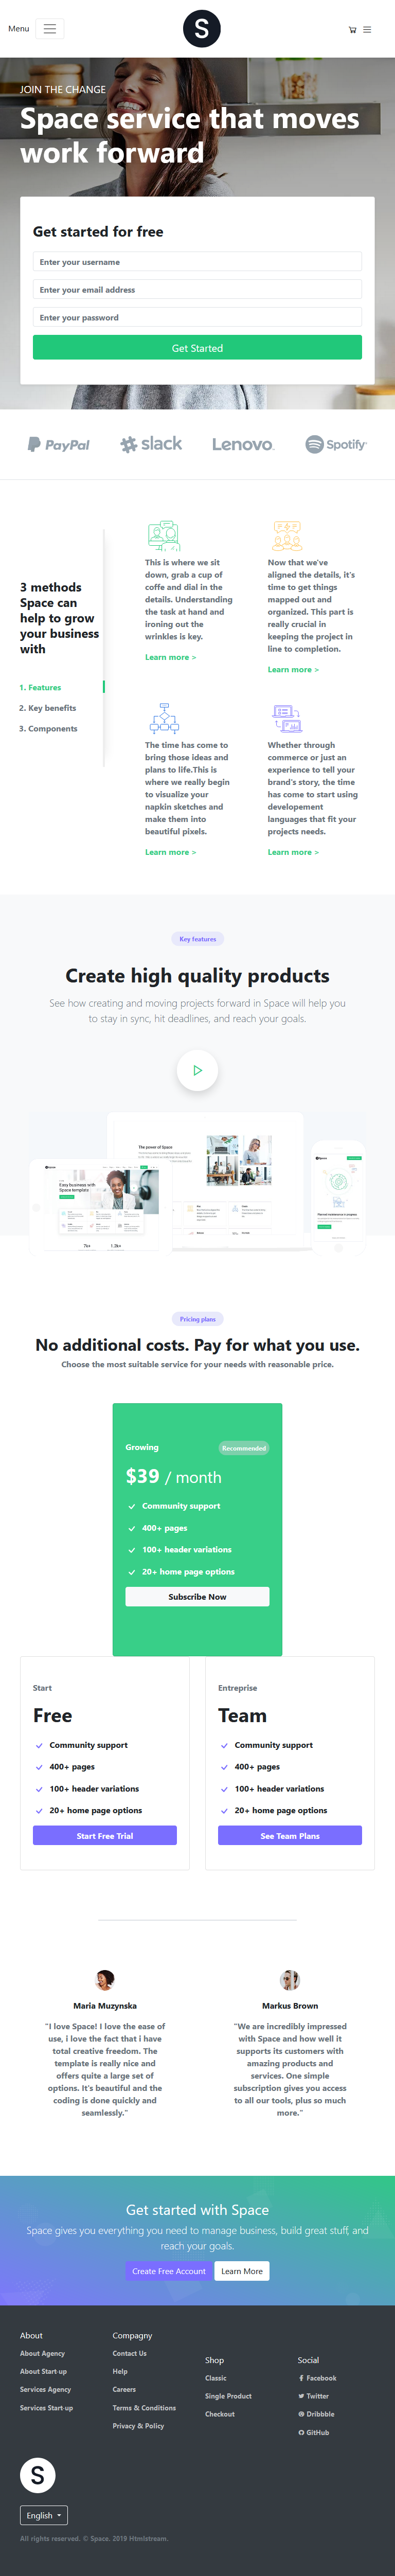 Menu
S
JOIN THE CHANGE
Space service that moves
work forward
Get started for free
Enter your username
Enter your email address
Enter your password
Get Started
PayPal
slack
Lenovo
Spotify
3 methods
Space can
help to grow
your business
with
1. Features
2. Key benefits
3. Components
This is where we sit
down, grab a cup of
coffe and dial in the
details. Understanding
the task at hand and
ironing out the
wrinkles is key.
Learn more >
Now that we've
aligned the details, it's
time to get things
mapped out and
organized. This part is
really crucial in
keeping the project in
line to completion.
Learn more >
The time has come to
bring those ideas and
plans to life.This is
where we really begin
to visualize your
napkin sketches and
make them into
beautiful pixels.
Learn more >
Whether through
commerce or just an
experience to tell your
brand's story, the time
has come to start using
developement
languages that fit your
projects needs.
Learn more >
Key features
Create high quality products
See how creating and moving projects forward in Space will help you
to stay in sync, hit deadlines, and reach your goals.
The power of Space
Easy business with
Space template
Pricing plans
No additional costs. Pay for what you use.
Choose the most suitable service for your needs with reasonable price.
Growing
Recommended
$39 / month
Community support
400+ pages
100+ header variations
20+ home page options
Subscribe Now
Start
Free
Community support
400+ pages
100+ header variations
20+ home page options
Start Free Trial
Entreprise
Team
Community support
400+ pages
100+ header variations
20+ home page options
See Team Plans
Maria Muzynska
"I love Space! I love the ease of
use, i love the fact that i have
total creative freedom. The
template is really nice and
offers quite a large set of
options. It's beautiful and the
coding is done quickly and
seamlessly."
Markus Brown
"We are incredibly impressed
with Space and how well it
supports its customers with
amazing products and
services. One simple
subscription gives you access
to all our tools, plus so much
more."
Get started with Space
Space gives you everything you need to manage business, build great stuff, and
reach your goals.
Create Free Account
Learn More
About
About Agency
About Start-up
Services Agency
Services Start-up
Compagny
Contact Us
Help
Careers
Terms & Conditions
Privacy & Policy
Shop
Classic
Single Product
Checkout
Social
Facebook
Twitter
Dribbble
GitHub
S
English
All rights reserved. © Space. 2019 Htmlstream.